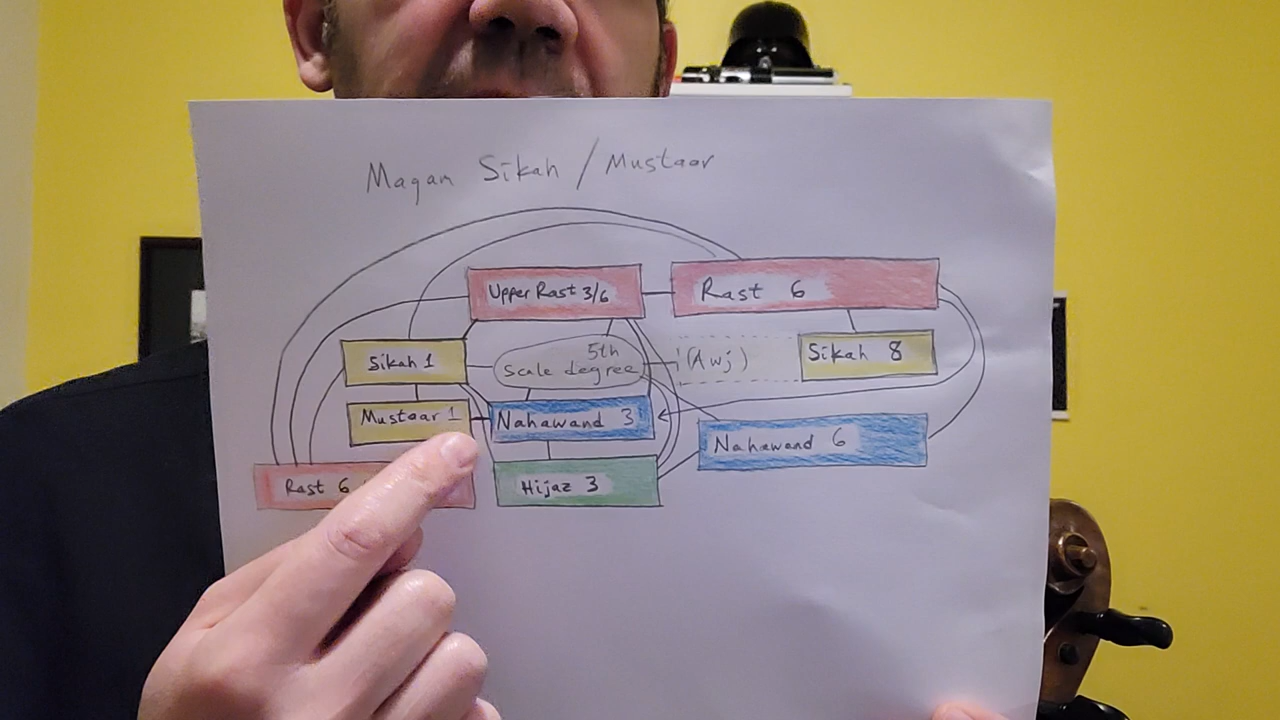 Maqam Sikah / Mustaar
Upper Rast 3/6
Rast 6
Sikah 1
5th
scale degree
(Awj)
Sikah 8
Mustaar 1
Nahawand 3
Nahawand 6
Rast 6
Hijaz 3